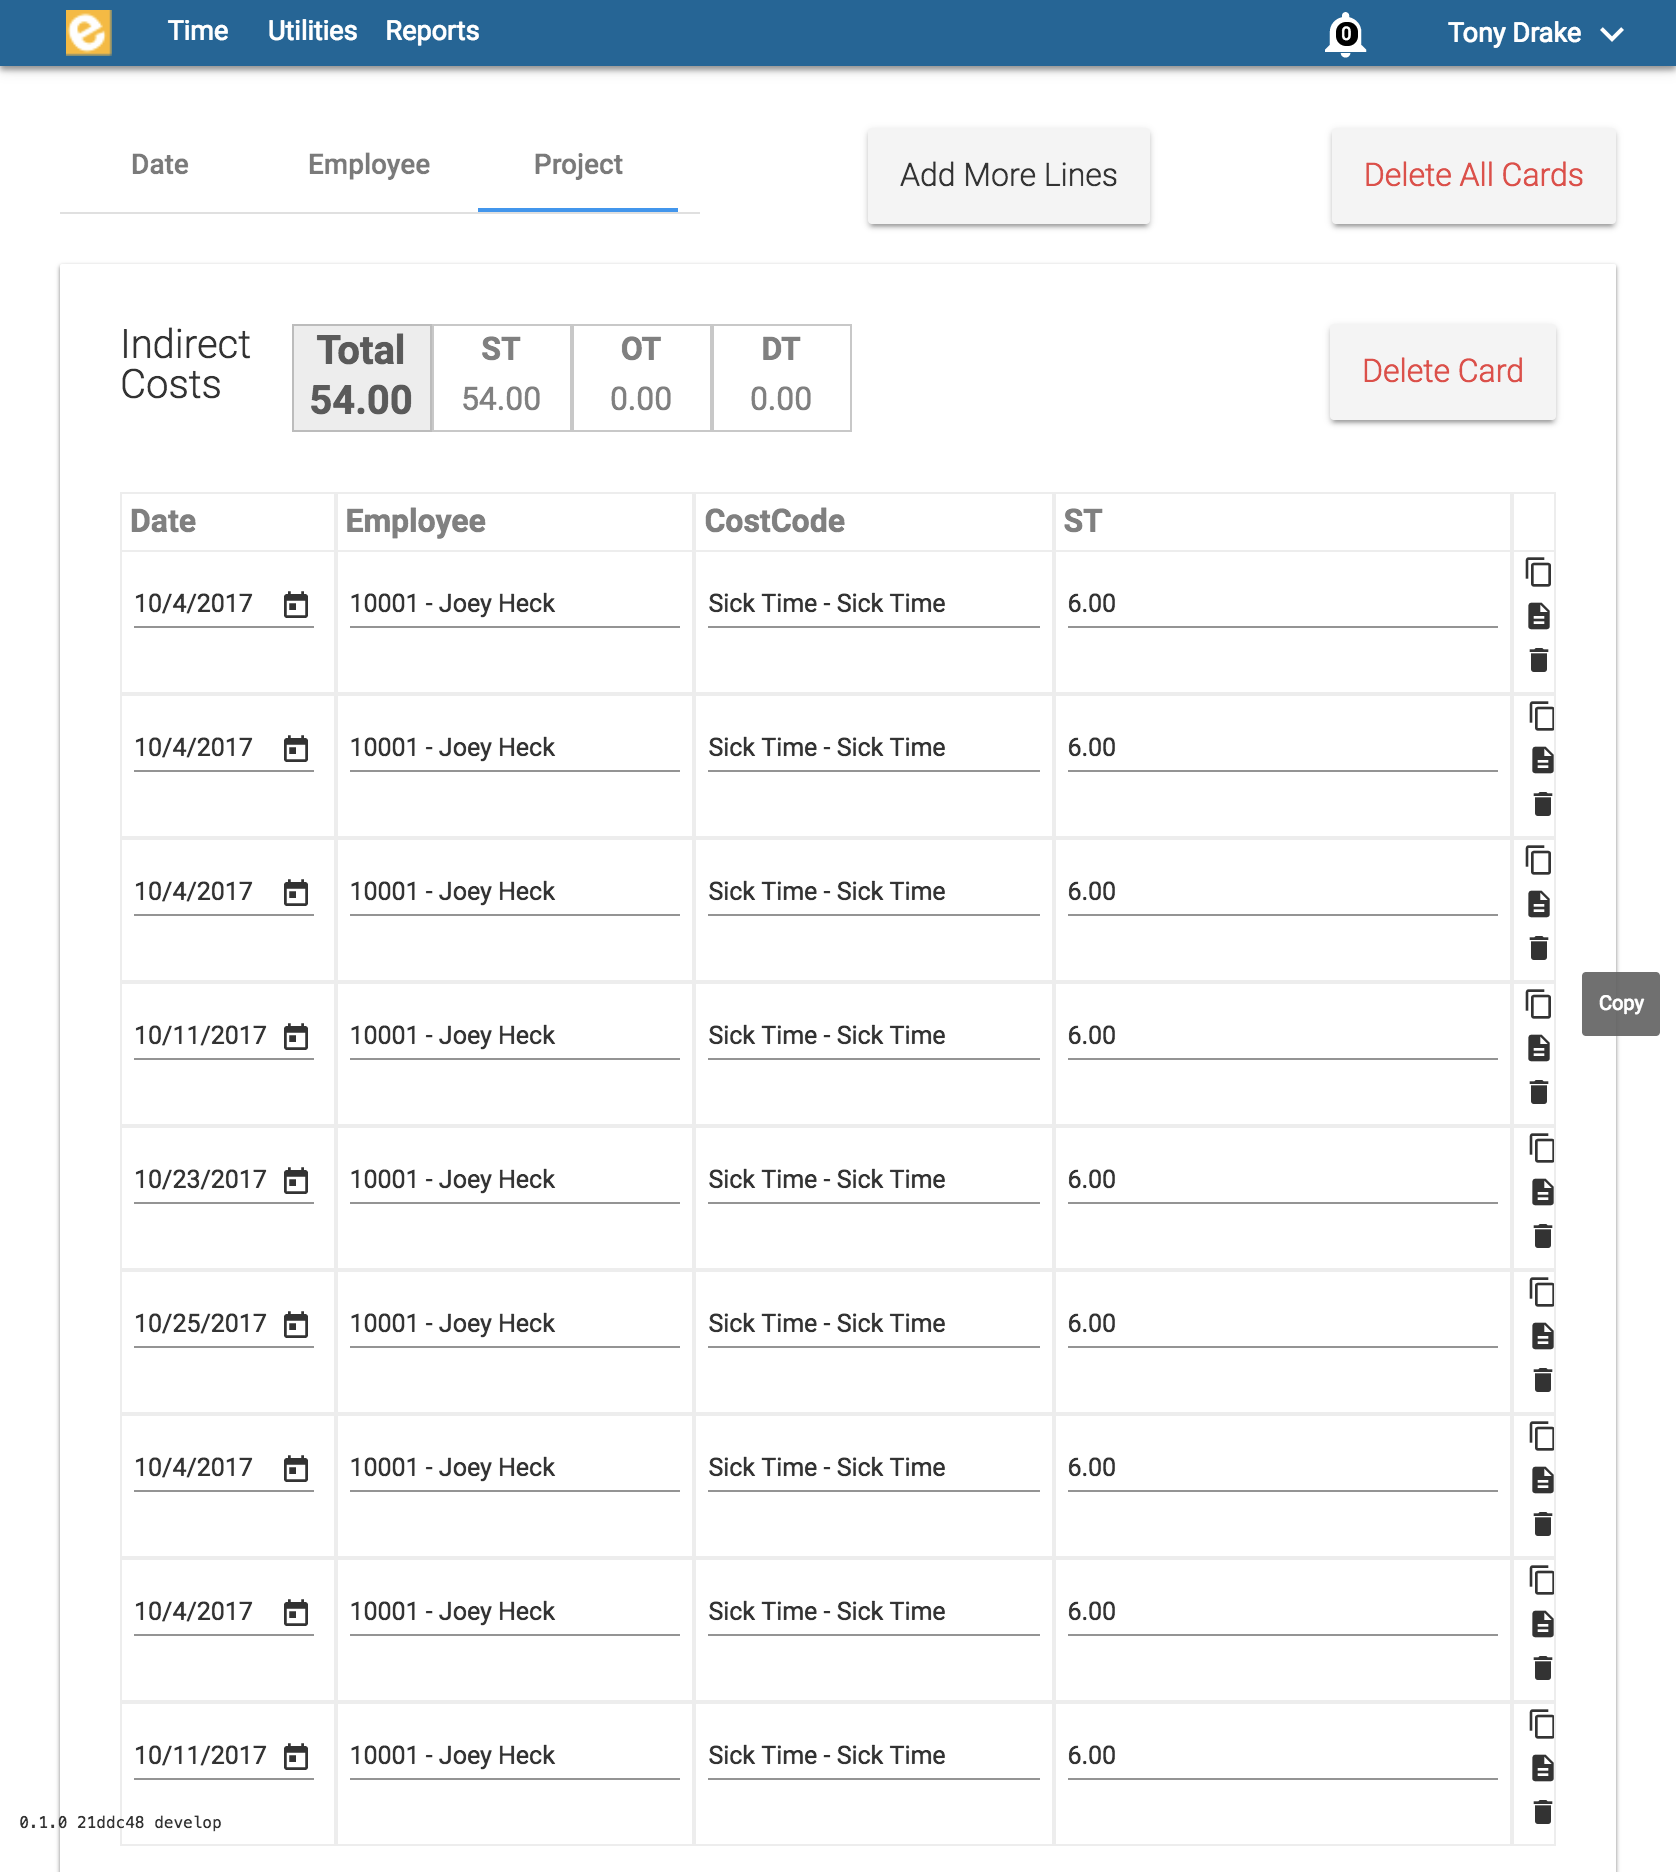 e Time Utilities Reports 0 Tony Drake
Date Employee Project Add More Lines Delete All Cards
Indirect Costs
Total ST OT DT
54.00 54.00 0.00 0.00
Delete Card
Date Employee CostCode ST
10/4/2017 10001 - Joey Heck Sick Time - Sick Time 6.00
10/4/2017 10001 - Joey Heck Sick Time - Sick Time 6.00
10/4/2017 10001 - Joey Heck Sick Time - Sick Time 6.00
Copy
10/11/2017 10001 - Joey Heck Sick Time - Sick Time 6.00
10/23/2017 10001 - Joey Heck Sick Time - Sick Time 6.00
10/25/2017 10001 - Joey Heck Sick Time - Sick Time 6.00
10/4/2017 10001 - Joey Heck Sick Time - Sick Time 6.00
10/4/2017 10001 - Joey Heck Sick Time - Sick Time 6.00
10/11/2017 10001 - Joey Heck Sick Time - Sick Time 6.00
0.1.0 21ddc48 develop